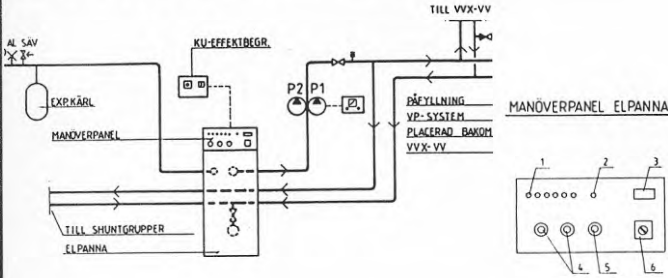 TILL VVX-VV
AL SÄV
KU-EFFEKTBEGR.
P2 P1
EXP.KÄRL
PÅFYLLNING
VP-SYSTEM
PLACERAD BAKOM
VVX-VV
MANÖVERPANEL
TILL SHUNTGRUPPER
ELPANNA
MANÖVERPANEL ELPANNA
1 2 3
4 5 6